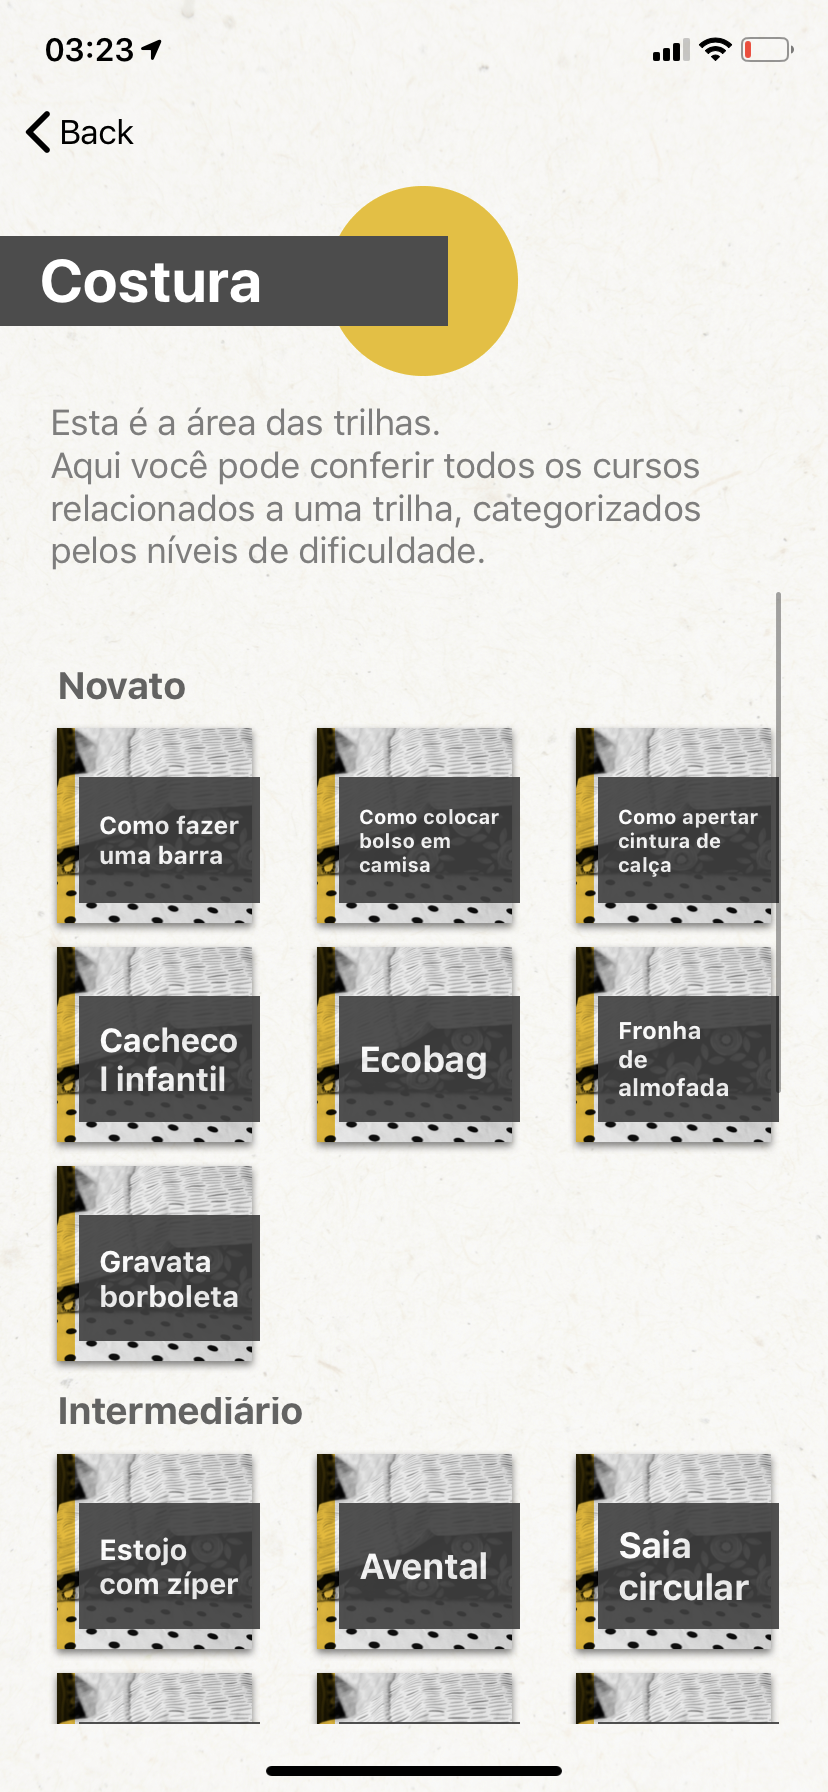 03:23
Back
Costura
Esta é a área das trilhas.
Aqui você pode conferir todos os cursos
relacionados a uma trilha, categorizados
pelos níveis de dificuldade.
Novato
Como fazer
uma barra
Como colocar
bolso em
camisa
Como apertar
cintura de
calça
Cacheco
l infantil
Ecobag
Fronha
de
almofada
Gravata
borboleta
Intermediário
Estojo
com zíper
Avental
Saia
circular